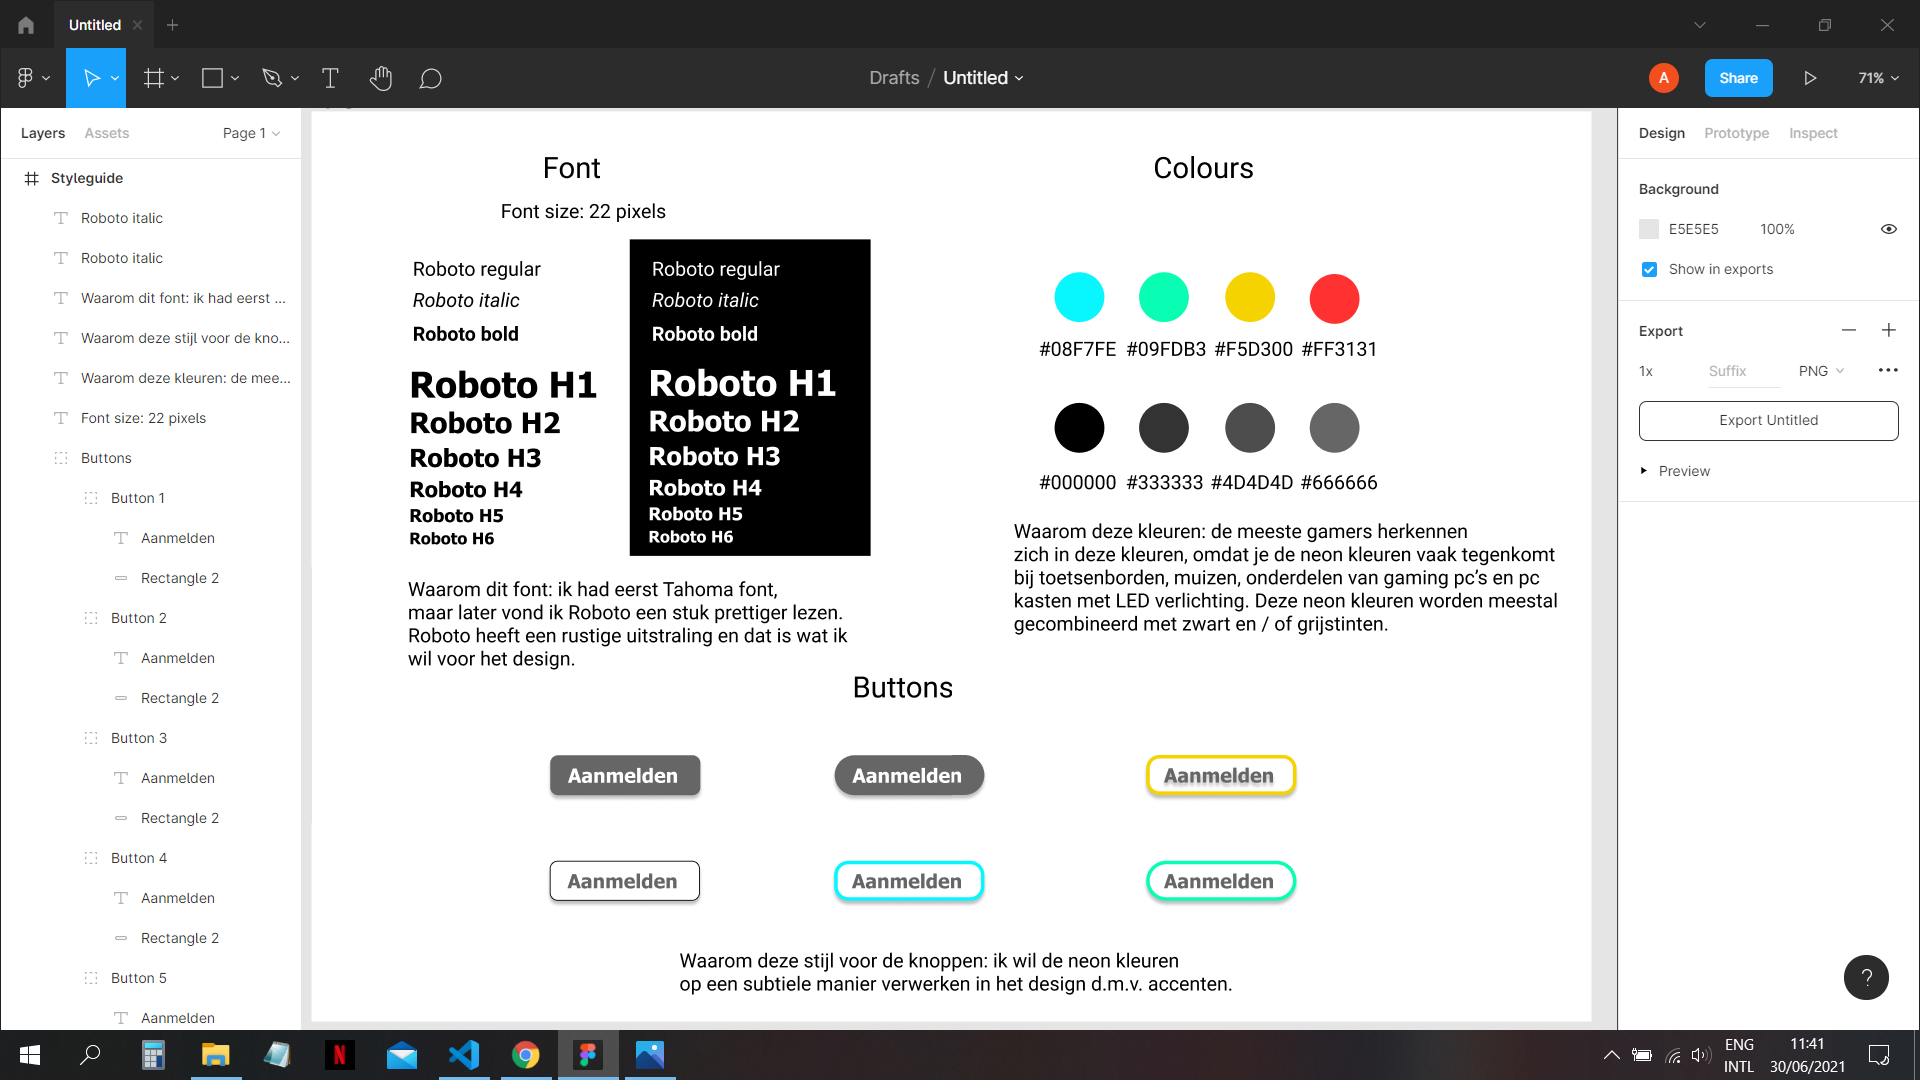 Untitled
Drafts / Untitled
A
Share
71%
Layers
Assets
Page 1
Styleguide
Roboto italic
Roboto italic
Waarom dit font: ik had eerst ...
Waarom deze stijl voor de kno...
Waarom deze kleuren: de mee...
Font size: 22 pixels
Buttons
Button 1
Aanmelden
Rectangle 2
Button 2
Aanmelden
Rectangle 2
Button 3
Aanmelden
Rectangle 2
Button 4
Aanmelden
Rectangle 2
Button 5
Aanmelden
Font
Font size: 22 pixels
Roboto regular
Roboto italic
Roboto bold
Roboto H1
Roboto H2
Roboto H3
Roboto H4
Roboto H5
Roboto H6
Roboto regular
Roboto italic
Roboto bold
Roboto H1
Roboto H2
Roboto H3
Roboto H4
Roboto H5
Roboto H6
Waarom dit font: ik had eerst Tahoma font,
maar later vond ik Roboto een stuk prettiger lezen.
Roboto heeft een rustige uitstraling en dat is wat ik
wil voor het design.
Colours
#08F7FE #09FDB3 #F5D300 #FF3131
#000000 #333333 #4D4D4D #666666
Waarom deze kleuren: de meeste gamers herkennen
zich in deze kleuren, omdat je de neon kleuren vaak tegenkomt
bij toetsenborden, muizen, onderdelen van gaming pc's en pc
kasten met LED verlichting. Deze neon kleuren worden meestal
gecombineerd met zwart en / of grijstinten.
Buttons
Aanmelden
Aanmelden
Aanmelden
Aanmelden
Aanmelden
Aanmelden
Waarom deze stijl voor de knoppen: ik wil de neon kleuren
op een subtiele manier verwerken in het design d.m.v. accenten.
Design
Prototype
Inspect
Background
E5E5E5 100%
Show in exports
Export
1x
Suffix
PNG
Export Untitled
Preview
?
N
ENG
INTL
11:41
30/06/2021